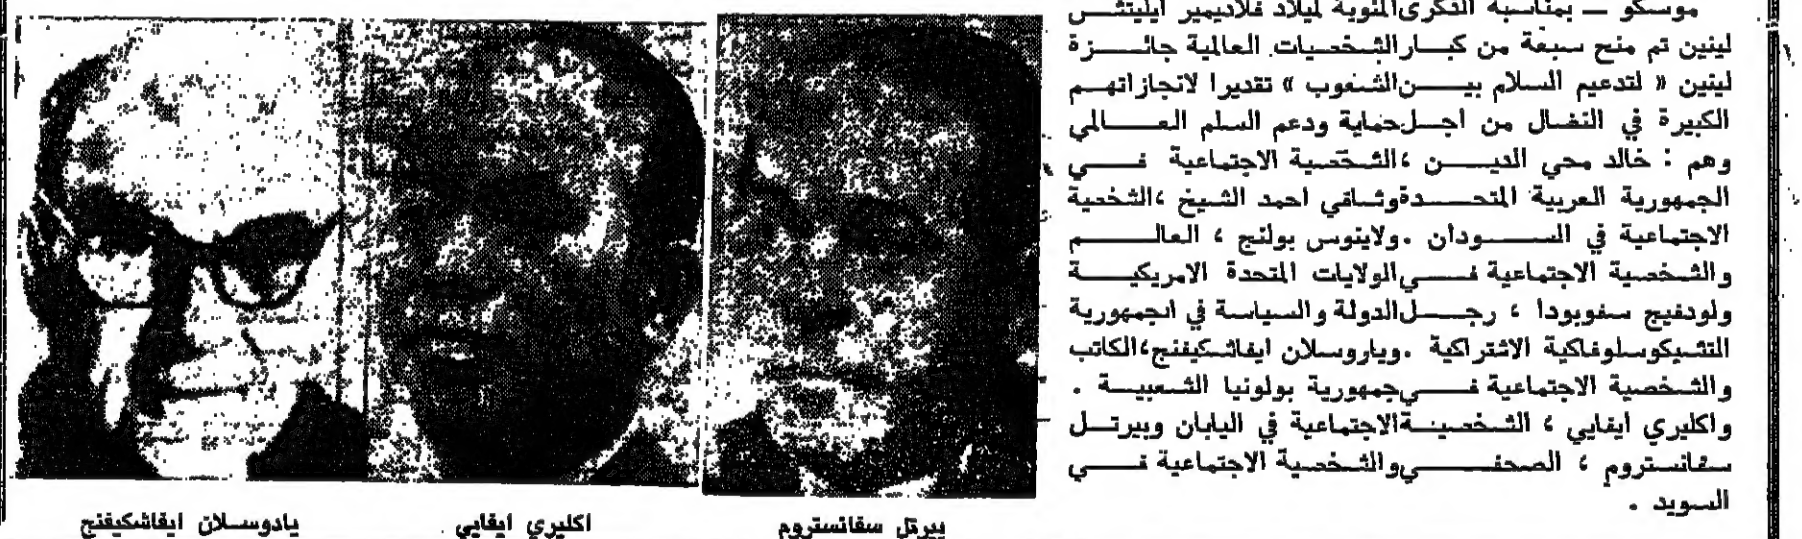 موسكو — بمناسبة الذكرى المئوية لميلاد فلاديمير ايليتش
لينين تم منح سبعة من كبار الشخصيات العالمية جائزة
لينين « لتدعيم السلام بين الشعوب » تقديرا لانجازاتهم
الكبيرة في النضال من اجل حماية ودعم السلم العالمي
وهم : خالد محي الدين ، الشخصية الاجتماعية في
الجمهورية العربية المتحدة وشافي احمد الشيخ ، الشخصية
الاجتماعية في السودان . ولاينوس بولنج ، العالم
والشخصية الاجتماعية في الولايات المتحدة الامريكية
ولودفيج سفوبودا ، رجل الدولة والسياسة في الجمهورية
التشيكوسلوفاكية الاشتراكية . وياروسلان ايفاشكيفنج ، الكاتب
والشخصية الاجتماعية في جمهورية بولونيا الشعبية .
واكليري ايفايي ، الشخصية الاجتماعية في اليابان وبيرتل
سفانستروم ، الصحفي والشخصية الاجتماعية في
السويد .
بيرتل سفانستروم
اكليري ايفايي
يادوسلان ايفاشكيفنج